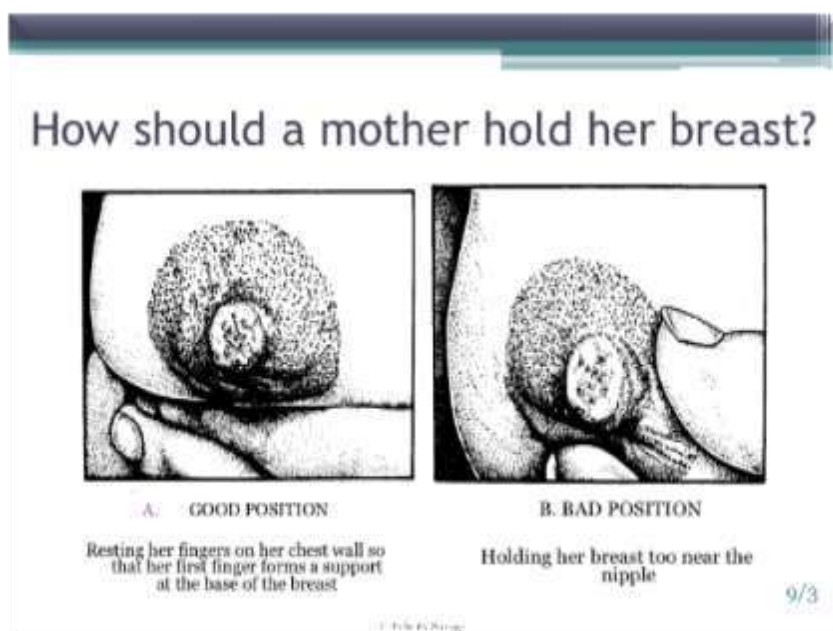 How should a mother hold her breast?
A. GOOD POSITION
Resting her fingers on her chest wall so
that her first finger forms a support
at the base of the breast
B. BAD POSITION
Holding her breast too near the
nipple
9/3